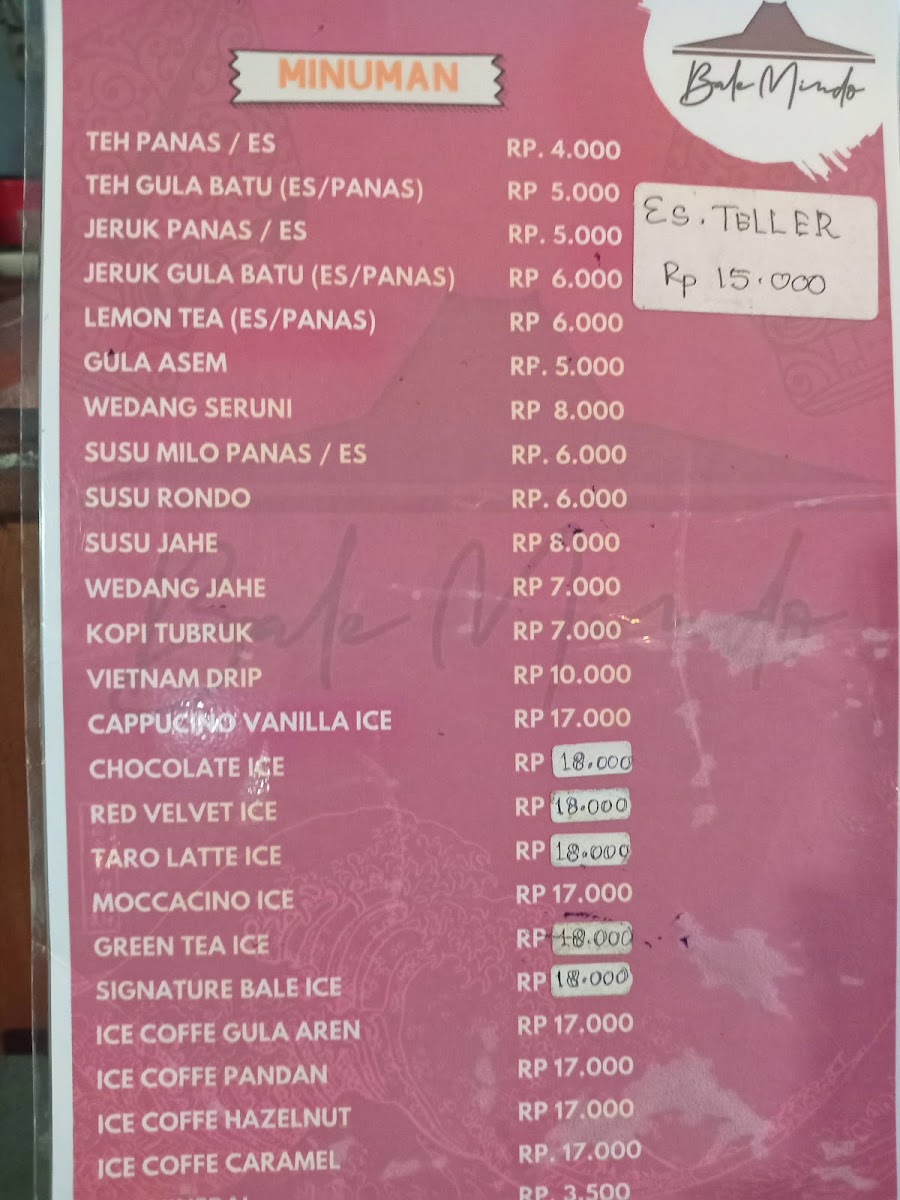 MINUMAN
Bale Mindo
TEH PANAS / ES RP. 4.000
TEH GULA BATU (ES/PANAS) RP 5.000
JERUK PANAS / ES RP. 5.000
JERUK GULA BATU (ES/PANAS) RP 6.000
LEMON TEA (ES/PANAS) RP 6.000
GULA ASEM RP. 5.000
WEDANG SERUNI RP 8.000
SUSU MILO PANAS / ES RP. 6.000
SUSU RONDO RP. 6.000
SUSU JAHE RP 8.000
WEDANG JAHE RP 7.000
KOPI TUBRUK RP 7.000
VIETNAM DRIP RP 10.000
CAPPUCINO VANILLA ICE RP 17.000
CHOCOLATE ICE RP 18.000
RED VELVET ICE RP 18.000
TARO LATTE ICE RP 18.000
MOCCACINO ICE RP 17.000
GREEN TEA ICE RP 18.000
SIGNATURE BALE ICE RP 18.000
ICE COFFE GULA AREN RP 17.000
ICE COFFE PANDAN RP 17.000
ICE COFFE HAZELNUT RP 17.000
ICE COFFE CARAMEL RP. 17.000
RP. 3.500
ES. TELLER
Rp 15.000
Bale Mindo